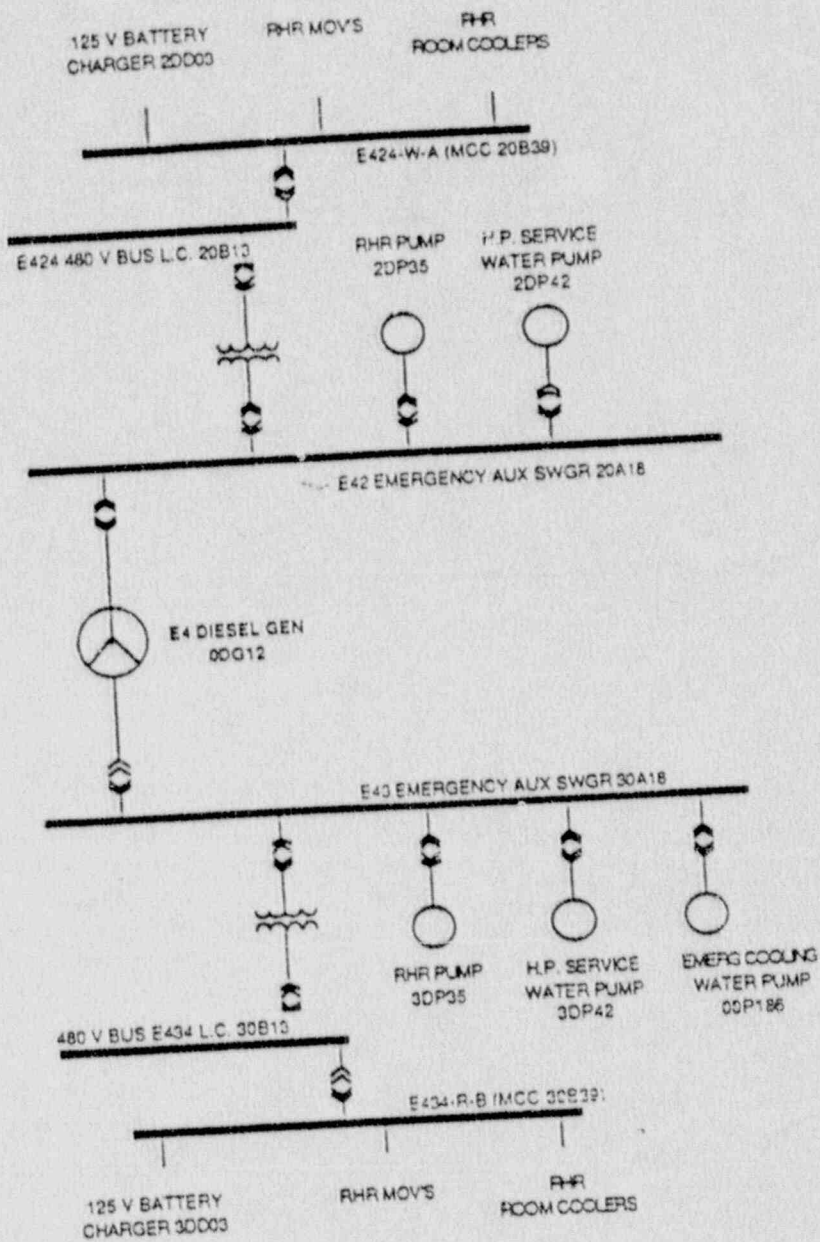 125 V BATTERY
CHARGER 2DD03
RHR MOV'S
RHR
ROOM COOLERS
E424-W-A (MCC 20B39)
E424 480 V BUS L.C. 20B13
RHR PUMP
2DP35
H.P. SERVICE
WATER PUMP
2DP42
E42 EMERGENCY AUX SWGR 20A18
E4 DIESEL GEN
0DG12
E43 EMERGENCY AUX SWGR 30A18
RHR PUMP
3DP35
H.P. SERVICE
WATER PUMP
3DP42
EMERG COOLING
WATER PUMP
00P186
480 V BUS E434 L.C. 30B13
E434-R-B (MCC 30B39)
125 V BATTERY
CHARGER 3DD03
RHR MOV'S
RHR
ROOM COOLERS